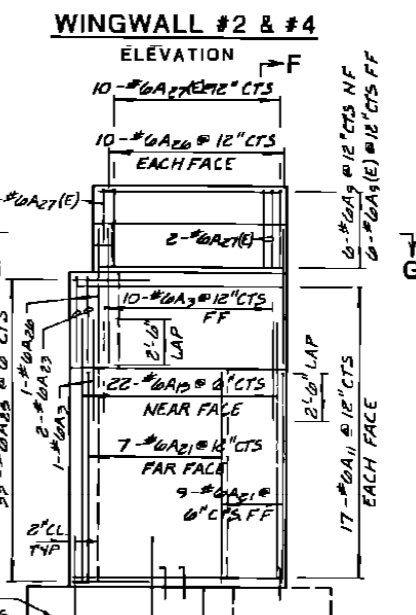 WINGWALL #2 & #4
ELEVATION
F
10-#6A27(E)@12" CTS
10-#6A26 @ 12" CTS
EACH FACE
6-#6A9 @ 12" CTS NF
6-#6A9(E) @ 12" CTS FF
#6A27(E)
2-#6A27(E)
G
10-#6A3 @ 12" CTS
FF
2'-6"
LAP
1-#6A26
2-#6A23
1-#6A3
22-#6A19 @ 6" CTS
NEAR FACE
2'-6" LAP
7-#6A21 @ 12" CTS
FAR FACE
9-#6A21 @
6" CTS FF
17-#6A11 @ 12" CTS
EACH FACE
2" CL
TYP